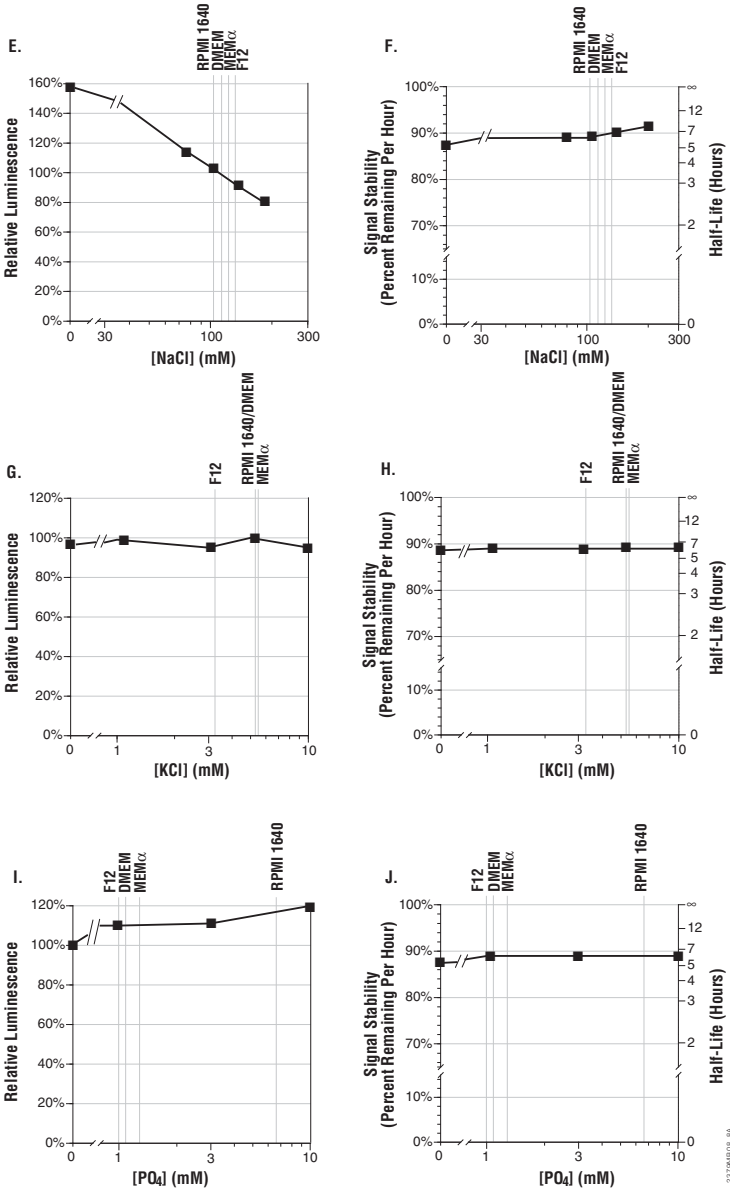 E.
RPMI 1640
DMEM
MEMα
F12
160%
140%
120%
100%
80%
60%
40%
20%
0%
Relative Luminescence
0
30
100
300
[NaCl] (mM)
F.
RPMI 1640
DMEM
MEMα
F12
100%
90%
80%
70%
10%
0%
Signal Stability
(Percent Remaining Per Hour)
∞
12
7
5
4
3
2
0
Half-Life (Hours)
0
30
100
300
[NaCl] (mM)
G.
F12
RPMI 1640/DMEM
MEMα
120%
100%
80%
60%
40%
20%
0%
Relative Luminescence
0
1
3
10
[KCl] (mM)
H.
F12
RPMI 1640/DMEM
MEMα
100%
90%
80%
70%
10%
0%
Signal Stability
(Percent Remaining Per Hour)
∞
12
7
5
4
3
2
0
Half-Life (Hours)
0
1
3
10
[KCl] (mM)
I.
F12
DMEM
MEMα
RPMI 1640
120%
100%
80%
60%
40%
20%
0%
Relative Luminescence
0
1
3
10
[PO4] (mM)
J.
F12
DMEM
MEMα
RPMI 1640
100%
90%
80%
70%
10%
0%
Signal Stability
(Percent Remaining Per Hour)
∞
12
7
5
4
3
2
0
Half-Life (Hours)
0
1
3
10
[PO4] (mM)